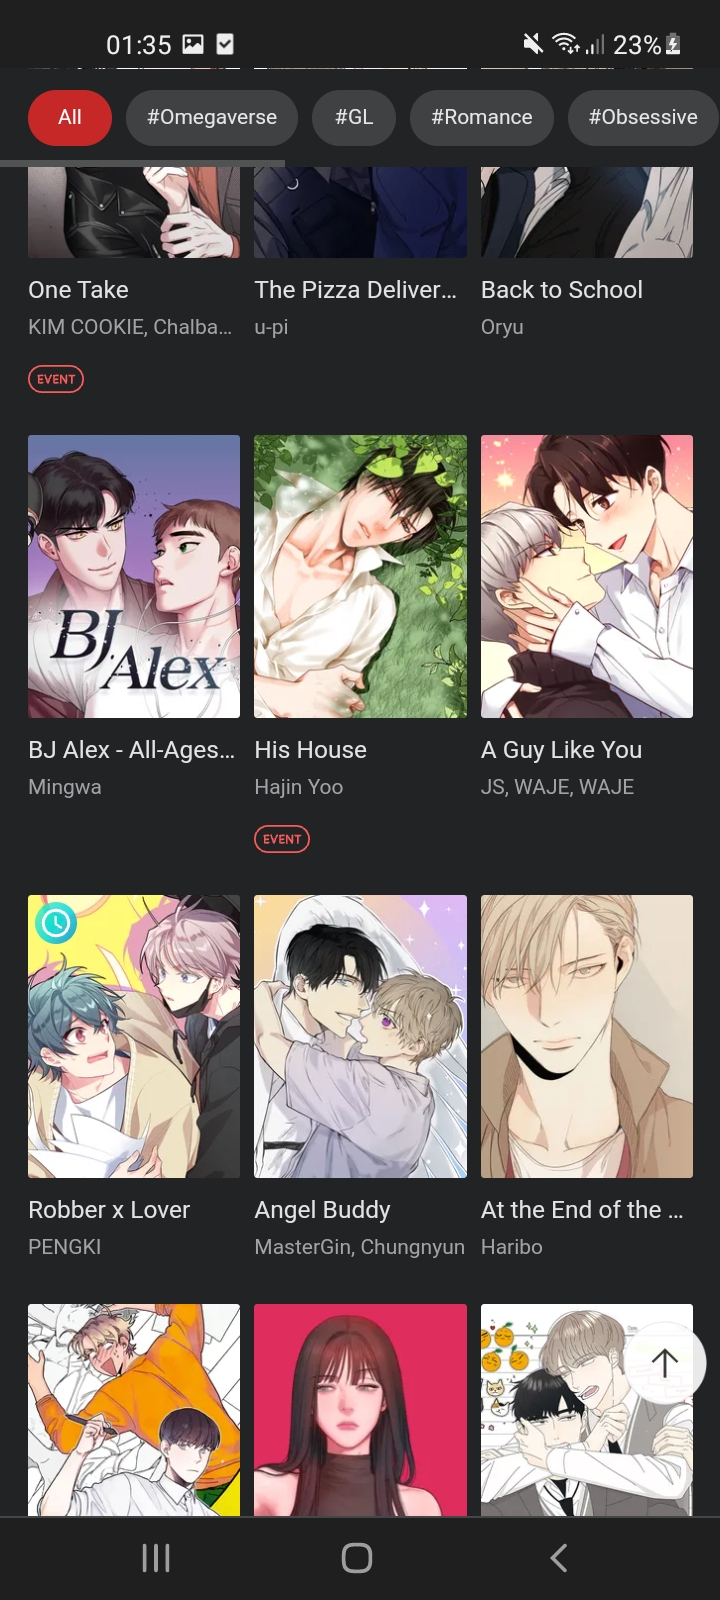 01:35
23%
All
#Omegaverse
#GL
#Romance
#Obsessive
One Take
The Pizza Deliver...
Back to School
KIM COOKIE, Chalba...
u-pi
Oryu
EVENT
BJ
Alex
BJ Alex - All-Ages...
His House
A Guy Like You
Mingwa
Hajin Yoo
JS, WAJE, WAJE
EVENT
Robber x Lover
Angel Buddy
At the End of the ...
PENGKI
MasterGin, Chungnyun
Haribo